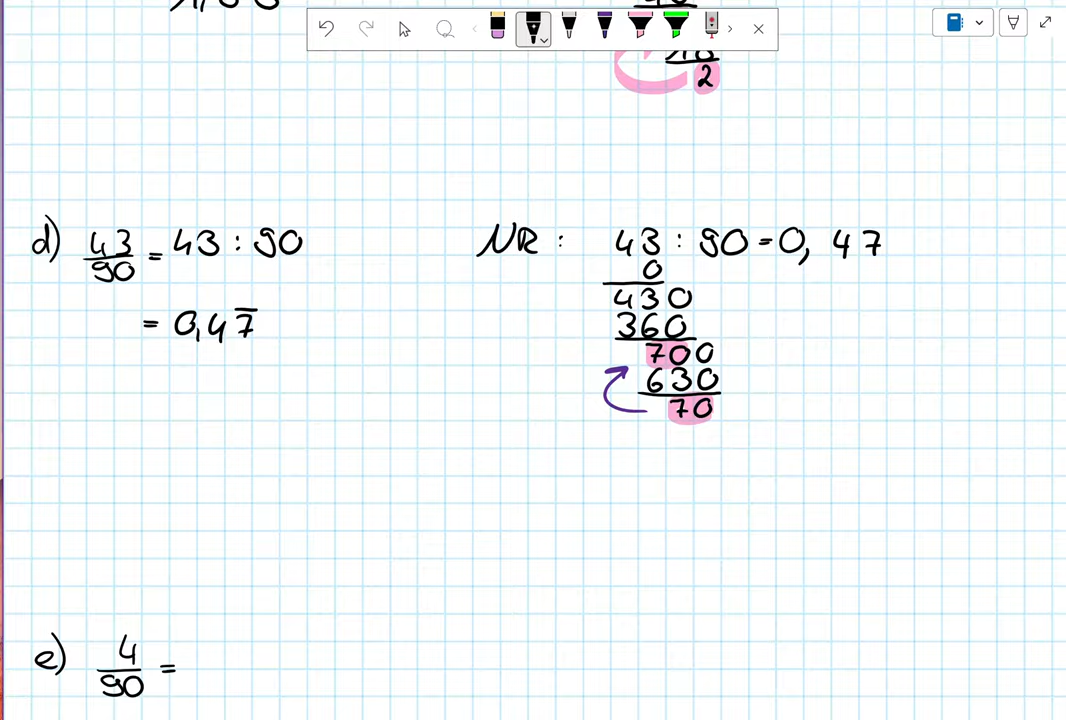 2
d) 43/90 = 43 : 90
= 0,47̅
NR : 43 : 90 = 0, 47
0
430
360
700
630
70
e) 4/90 =